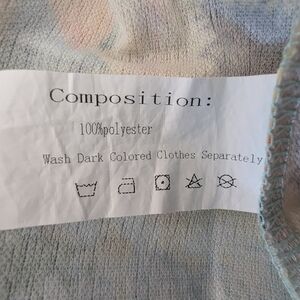 Composition:
100%polyester
Wash Dark Colored Clothes Separately